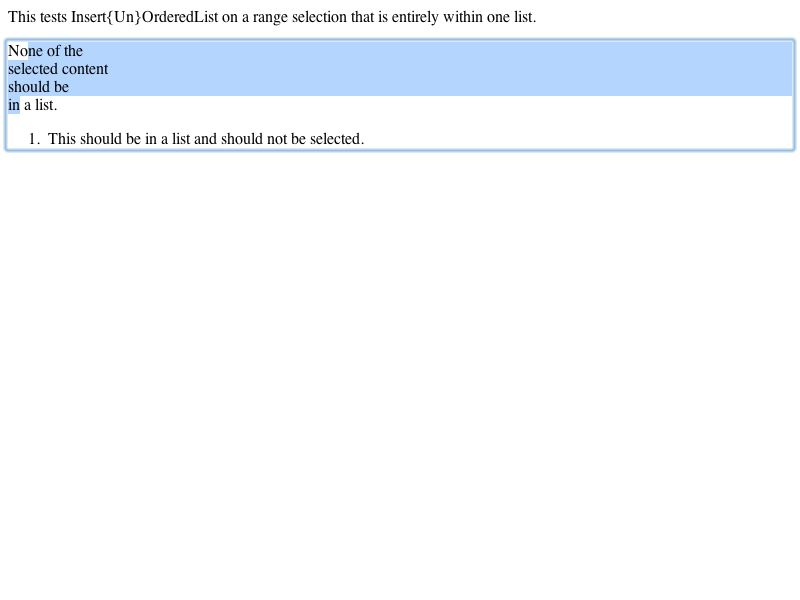 This tests Insert{Un}OrderedList on a range selection that is entirely within one list.
None of the
selected content
should be
in a list.
1. This should be in a list and should not be selected.